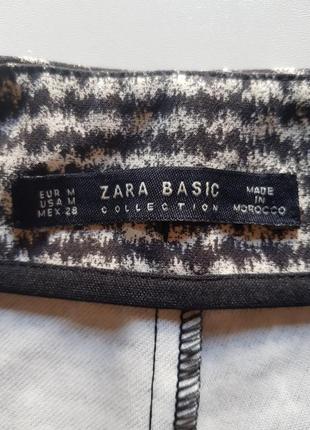 EUR M
USA M
MEX 28
ZARA BASIC
COLLECTION
MADE
IN
MOROCCO